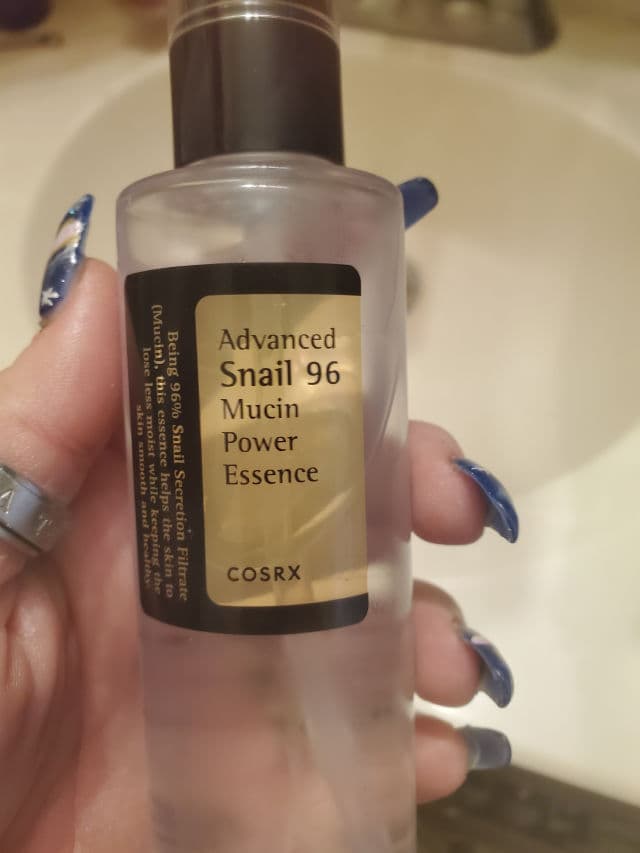 Advanced
Snail 96
Mucin
Power
Essence
COSRX
Being 96% Snail Secretion Filtrate
(Mucin), this essence helps the skin to
lose less moist while keeping the
skin smooth and healthy.
A T